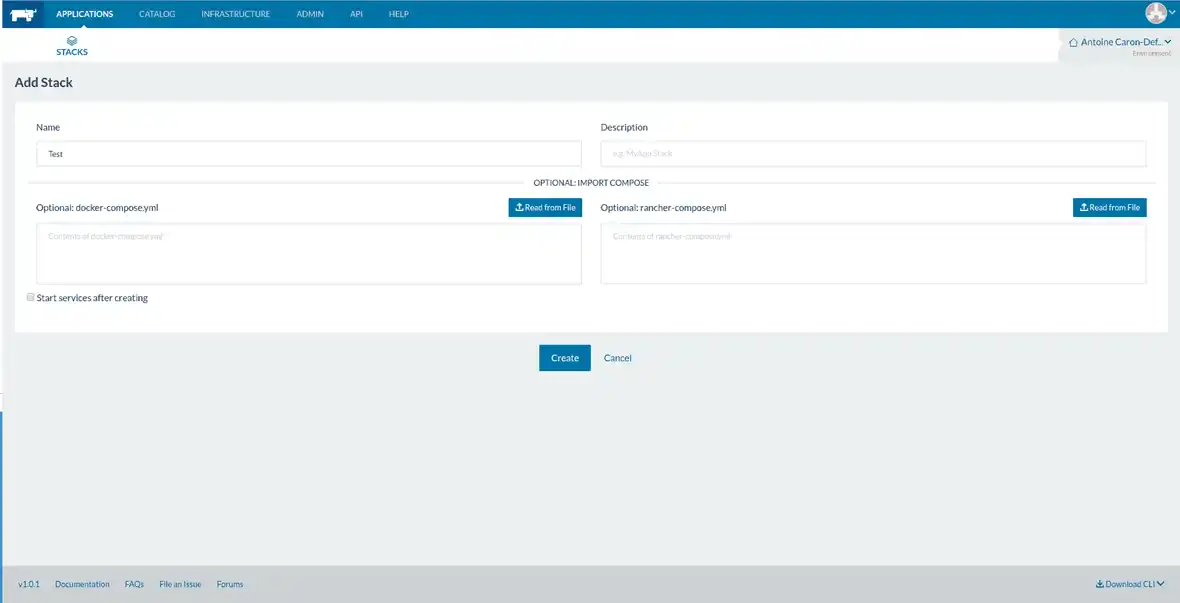 APPLICATIONS CATALOG INFRASTRUCTURE ADMIN API HELP
STACKS
Antoine Caron-Def...
Environment
Add Stack
Name Description
Test e.g. MyApp Stack
OPTIONAL: IMPORT COMPOSE
Optional: docker-compose.yml Read from File Optional: rancher-compose.yml Read from File
Contents of docker-compose.yml Contents of rancher-compose.yml
Start services after creating
Create Cancel
v1.0.1 Documentation FAQs File an Issue Forums Download CLI